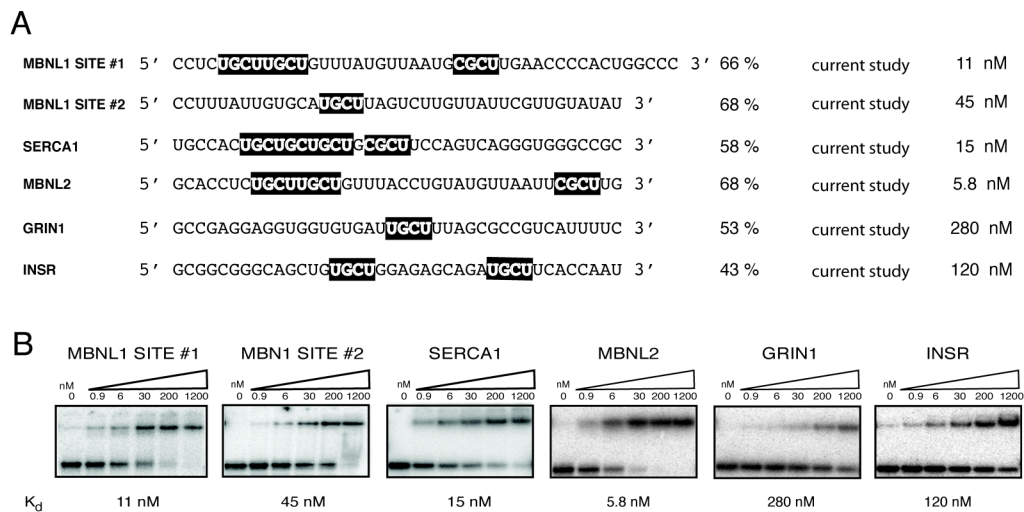 A
MBNL1 SITE #1 5′ CCUCUGCUUGCUGUUUAUGUUAAUGCGCUUGAACCCCACUGGCCC 3′ 66 % current study 11 nM
MBNL1 SITE #2 5′ CCUUUAUUGUGCAUGCUUAGUCUUGUUAUUCGUUGUAUAU 3′ 68 % current study 45 nM
SERCA1 5′ UGCCACUGCUGCUGCUGCGCUUCCAGUCAGGGUGGGCCGC 3′ 58 % current study 15 nM
MBNL2 5′ GCACCUCUGCUUGCUGUUUACCUGUAUGUUAAUUCGCUUG 3′ 68 % current study 5.8 nM
GRIN1 5′ GCCGAGGAGGUGGUGUGAUUGCUUUAGCGCCGUCAUUUUC 3′ 53 % current study 280 nM
INSR 5′ GCGGCGGGCAGCUGUGCUGGAGAGCAGAUGCUUCACCAAU 3′ 43 % current study 120 nM
B
MBNL1 SITE #1 MBN1 SITE #2 SERCA1 MBNL2 GRIN1 INSR
nM nM nM nM nM nM
0 0.9 6 30 200 1200 0 0.9 6 30 200 1200 0 0.9 6 30 200 1200 0 0.9 6 30 200 1200 0 0.9 6 30 200 1200 0 0.9 6 30 200 1200
Kd 11 nM 45 nM 15 nM 5.8 nM 280 nM 120 nM